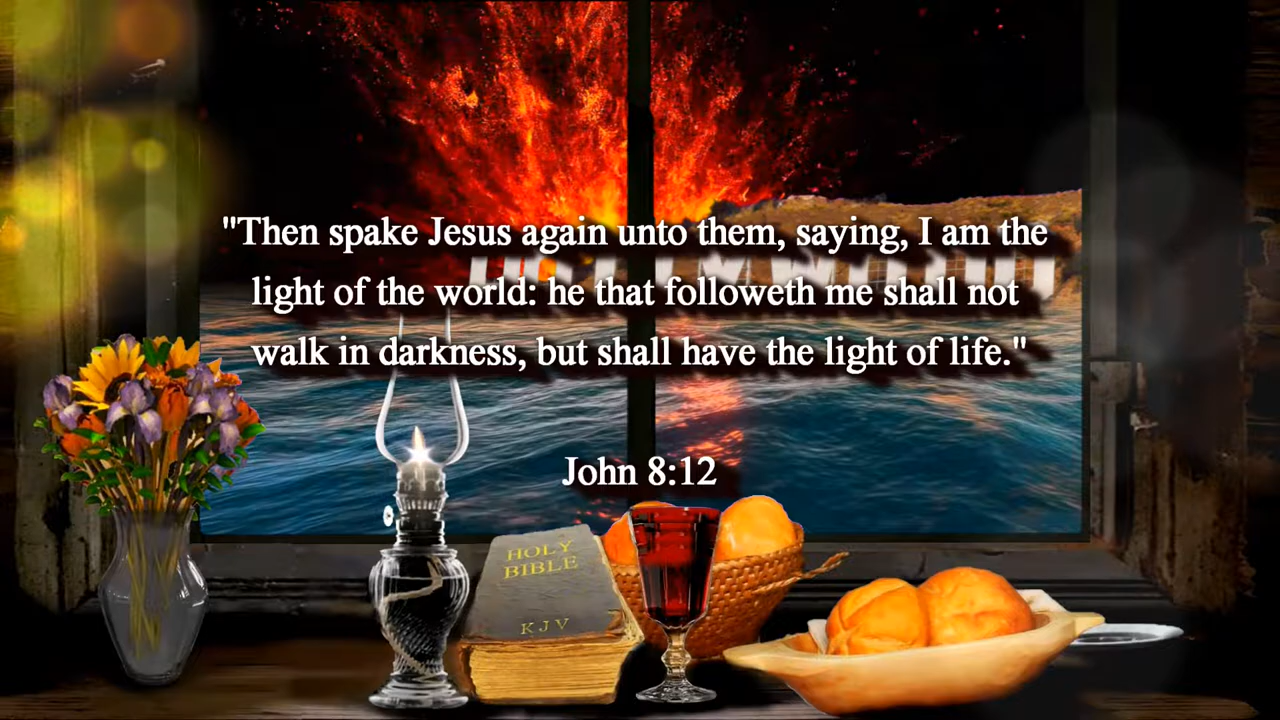 "Then spake Jesus again unto them, saying, I am the
light of the world: he that followeth me shall not
walk in darkness, but shall have the light of life."
John 8:12
HOLY
BIBLE
KJV